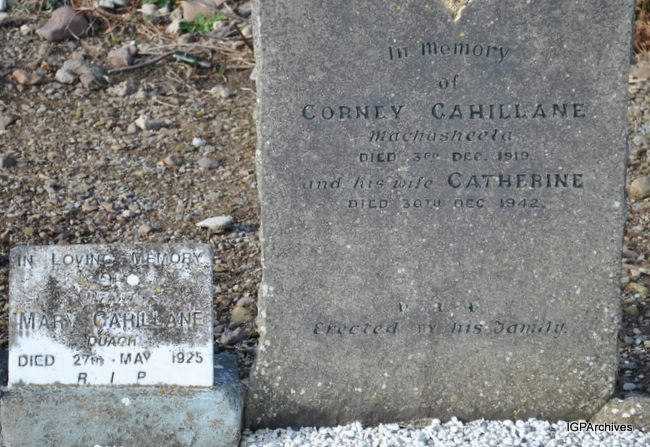 In Memory
of
CORNEY CAHILLANE
Machasheela
DIED 3RD DEC. 1919.
and his wife CATHERINE
DIED 30TH DEC 1942.
R I P
Erected by his Family.
IN LOVING MEMORY
OF
MARY CAHILLANE
DUAGH
DIED 27TH MAY 1925
R I P
IGPArchives